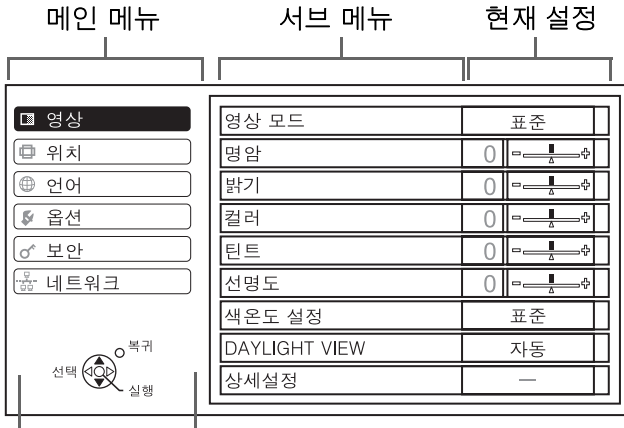 메인 메뉴 서브 메뉴 현재 설정
영상 영상 모드 표준
위치 명암 0
언어 밝기 0
옵션 컬러 0
보안 틴트 0
네트워크 선명도 0
색온도 설정 표준
DAYLIGHT VIEW 자동
상세설정 —
복귀
선택
실행